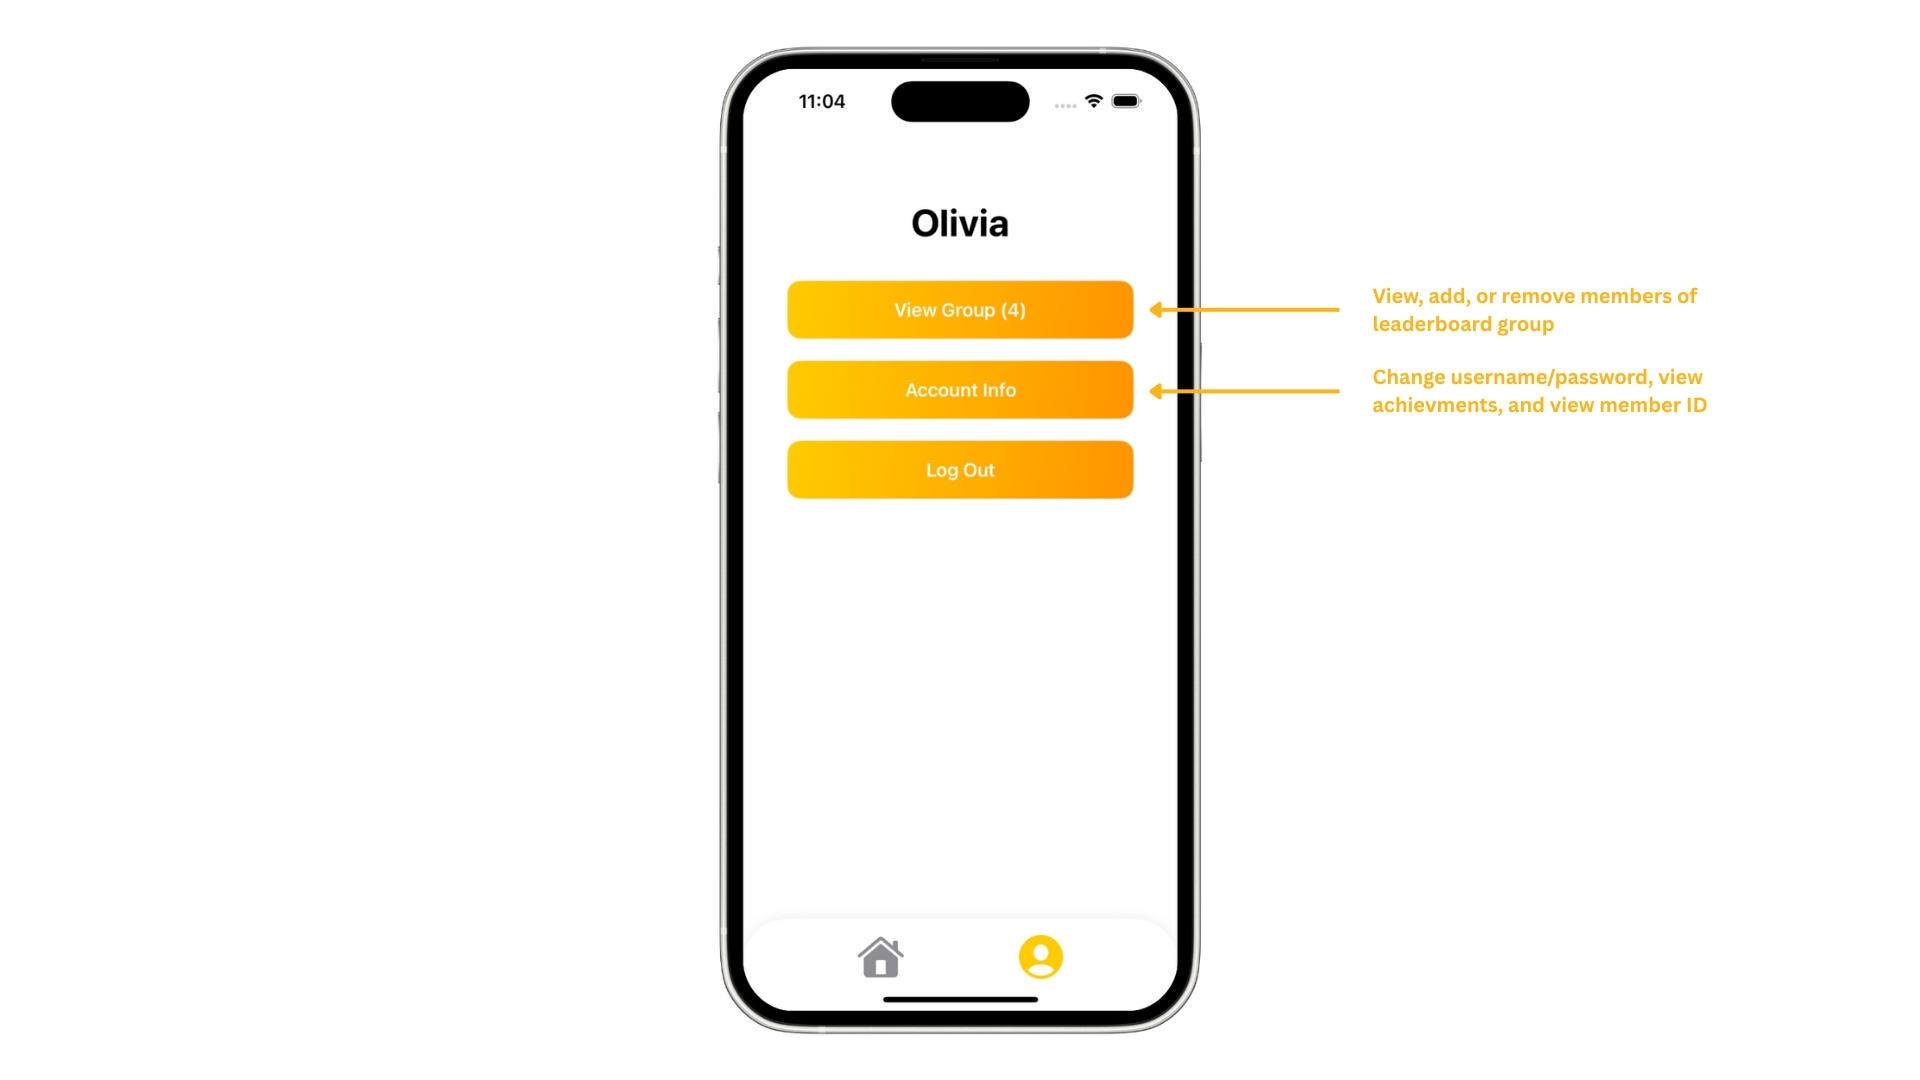 11:04
Olivia
View Group (4)
View, add, or remove members of
leaderboard group
Account Info
Change username/password, view
achievments, and view member ID
Log Out